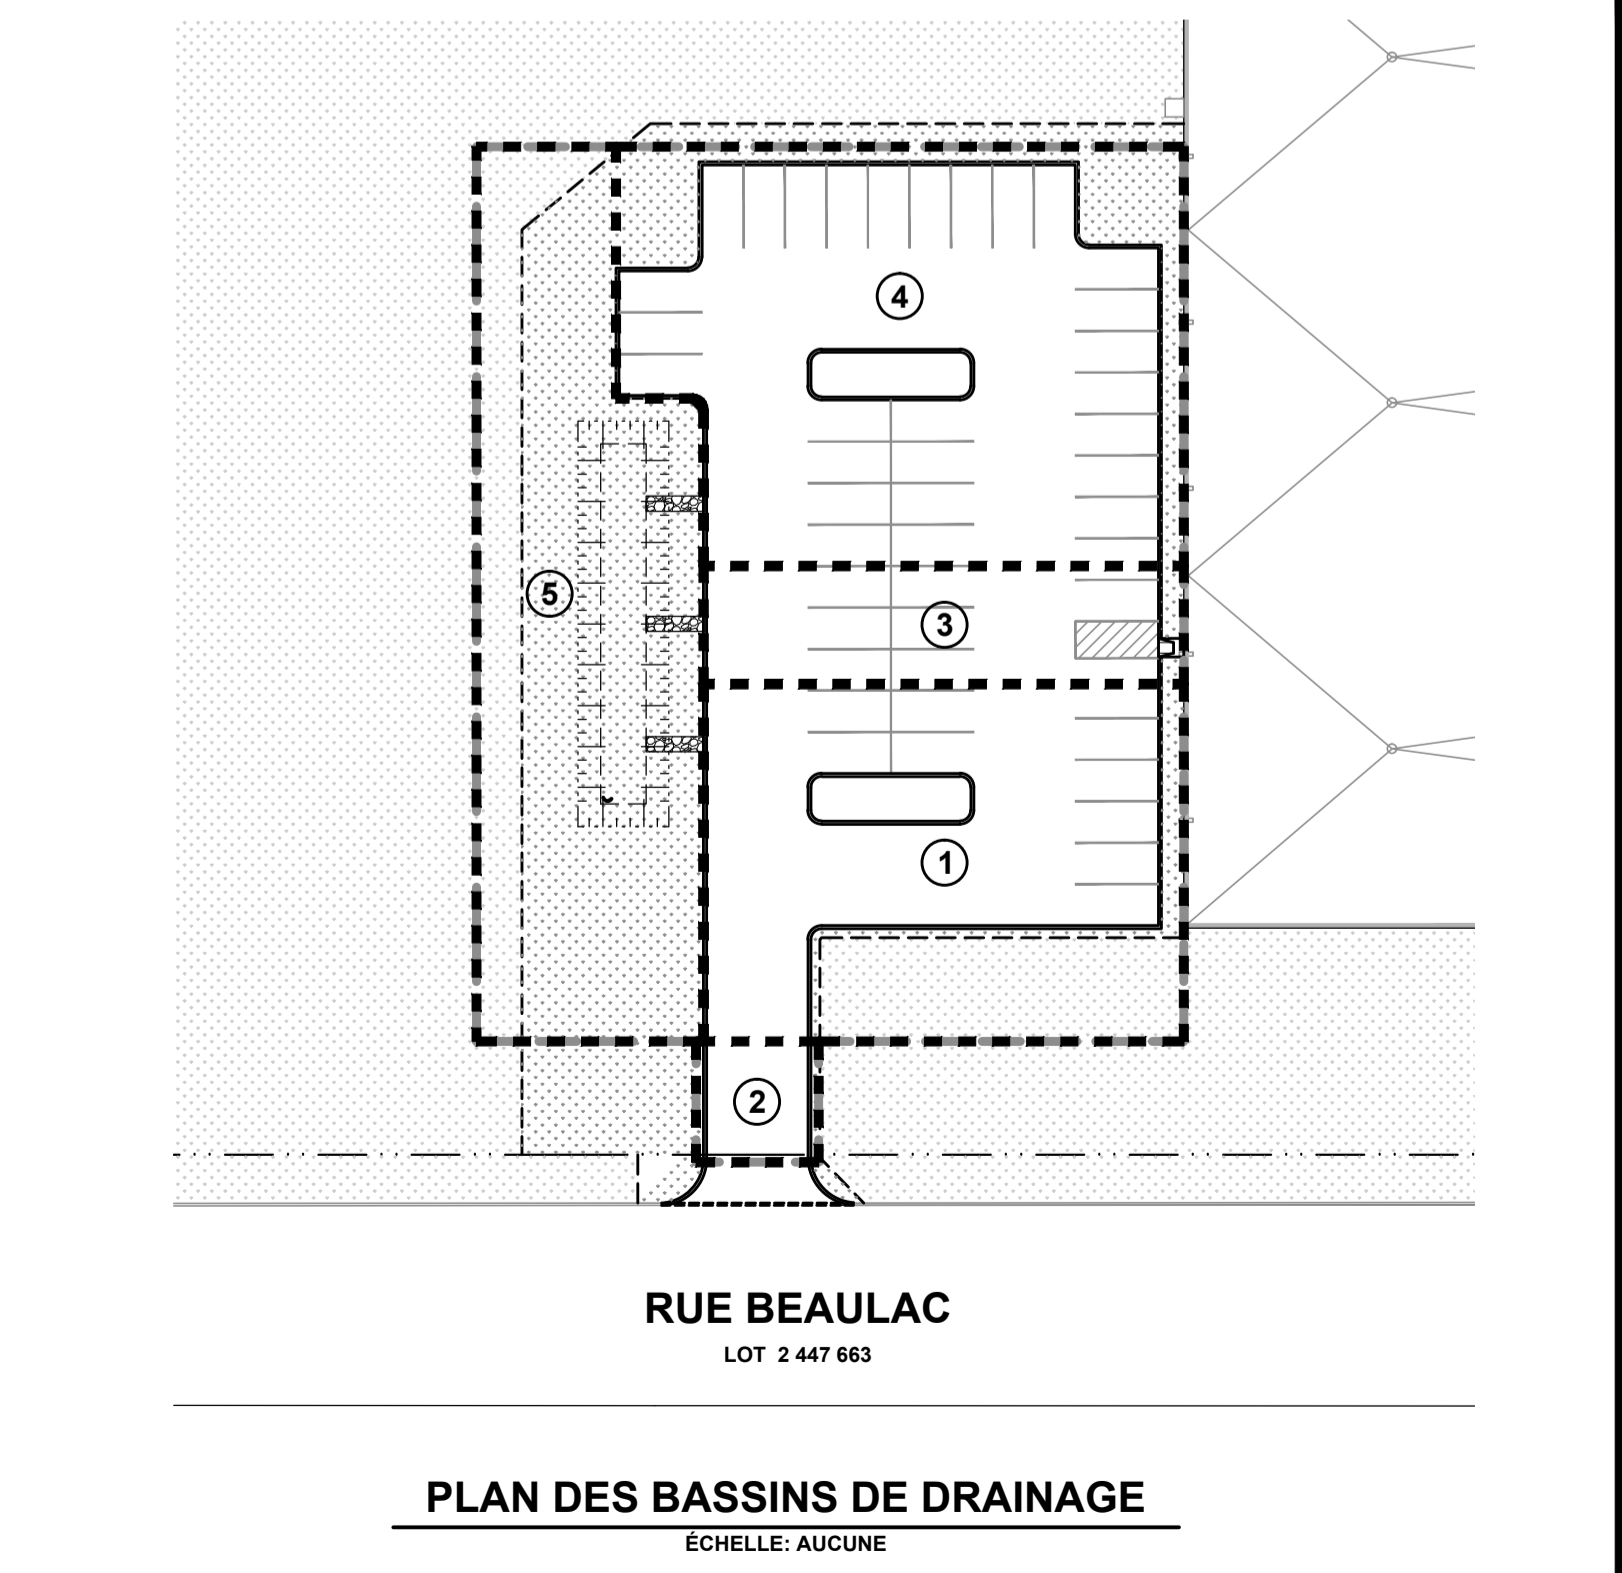 4
5
3
1
2
RUE BEAULAC
LOT 2 447 663
PLAN DES BASSINS DE DRAINAGE
ÉCHELLE: AUCUNE